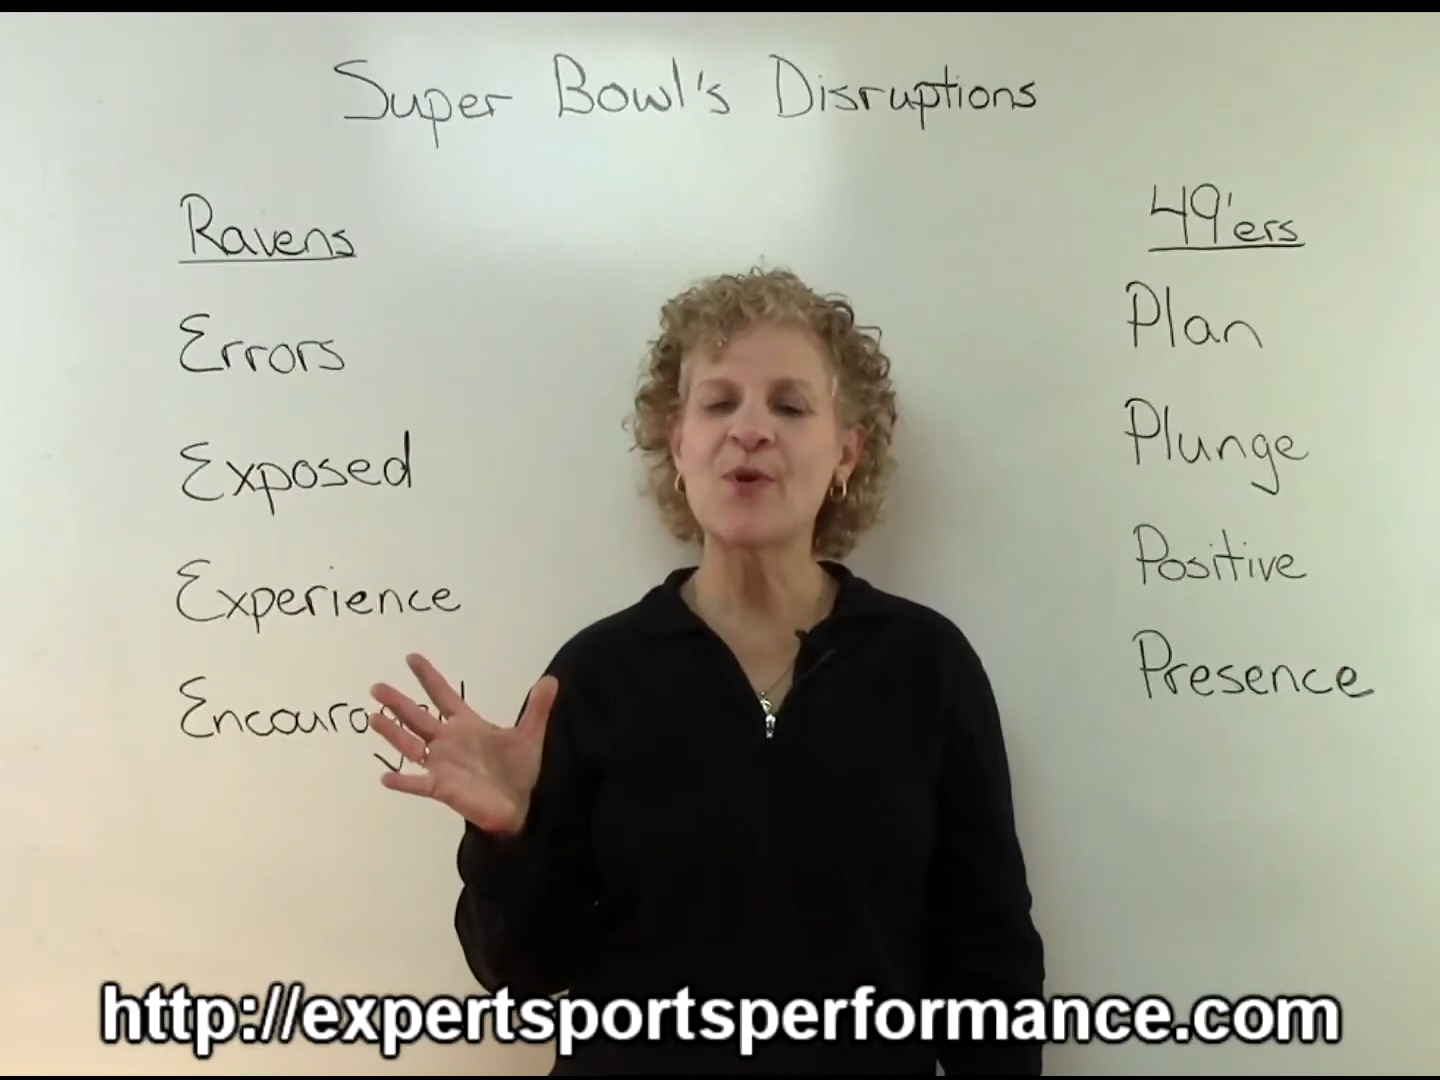 Super Bowl's Disruptions
Ravens
Errors
Exposed
Experience
49'ers
Plan
Plunge
Positive
Presence
http://expertsportsperformance.com